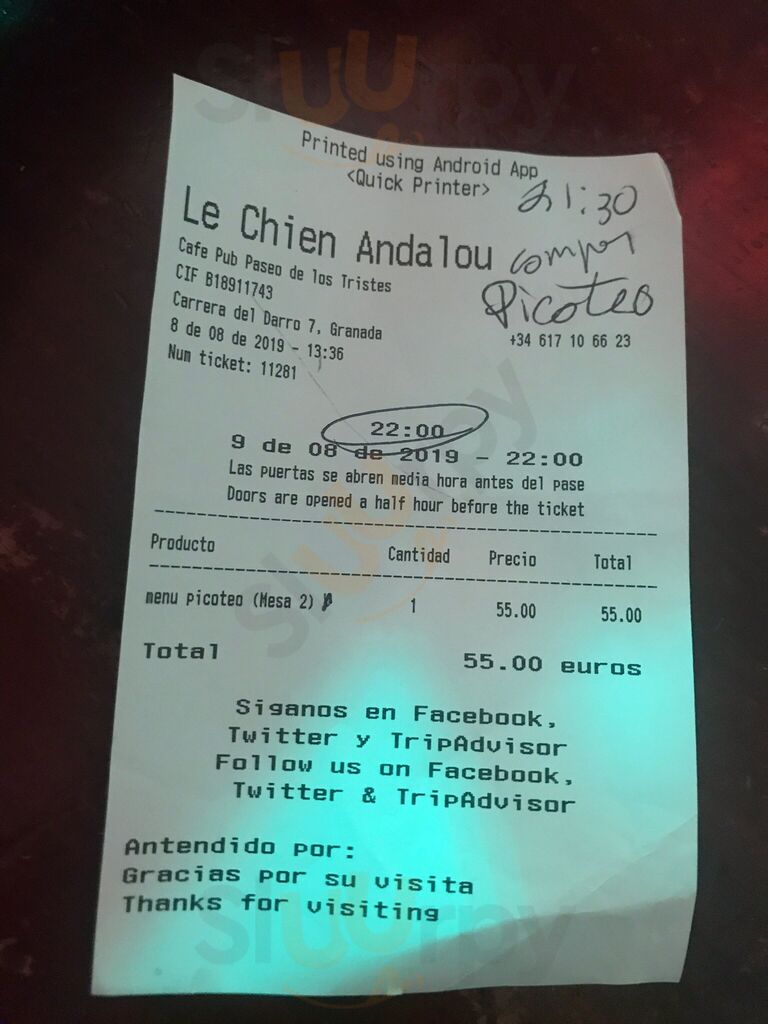 Printed using Android App
<Quick Printer>
21:30
Le Chien Andalou
Picoteo
Cafe Pub Paseo de los Tristes
CIF B18911743
+34 617 10 66 23
Carrera del Darro 7, Granada
8 de 08 de 2019 - 13:36
Num ticket: 11281
22:00
9 de 08 de 2019 - 22:00
Las puertas se abren media hora antes del pase
Doors are opened a half hour before the ticket
Producto Cantidad Precio Total
menu picoteo (Mesa 2) 1 55.00 55.00
Total 55.00 euros
Siganos en Facebook,
Twitter y TripAdvisor
Follow us on Facebook,
Twitter & TripAdvisor
Antendido por:
Gracias por su visita
Thanks for visiting
Sluurpy
Sluurpy
Sluurpy